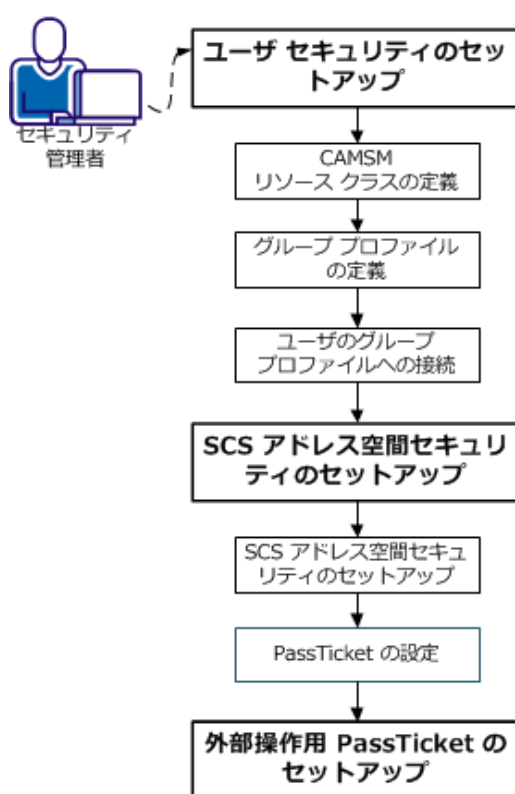 ユーザ セキュリティのセッ
トアップ
セキュリティ
管理者
CAMSM
リソース クラスの定義
グループ プロファイル
の定義
ユーザのグループ
プロファイルへの接続
SCS アドレス空間セキュリ
ティのセットアップ
SCS アドレス空間セキュ
リティのセットアップ
PassTicket の設定
外部操作用 PassTicket の
セットアップ